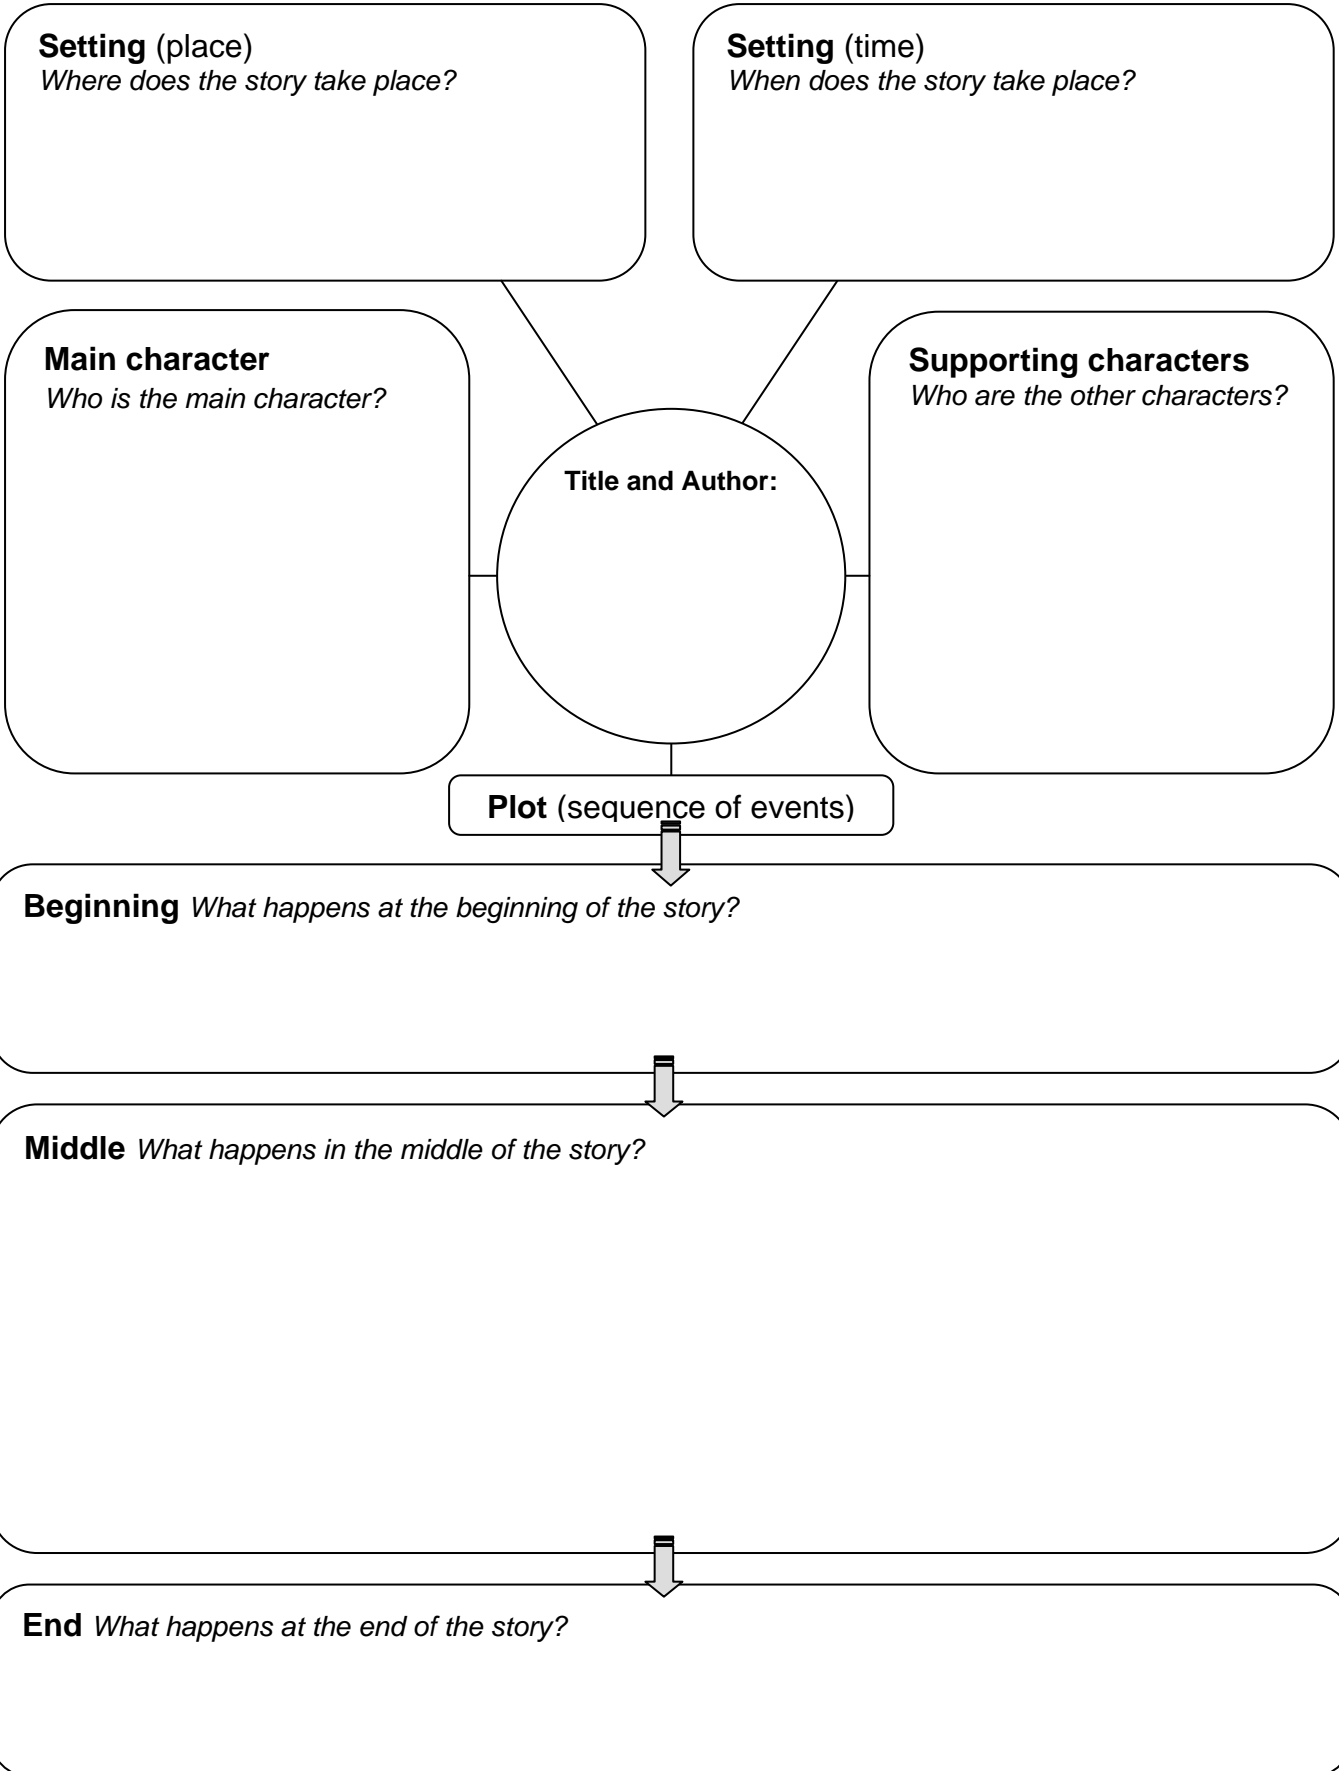 Setting (place)
Where does the story take place?
Setting (time)
When does the story take place?
Main character
Who is the main character?
Supporting characters
Who are the other characters?
Title and Author:
Plot (sequence of events)
Beginning What happens at the beginning of the story?
Middle What happens in the middle of the story?
End What happens at the end of the story?